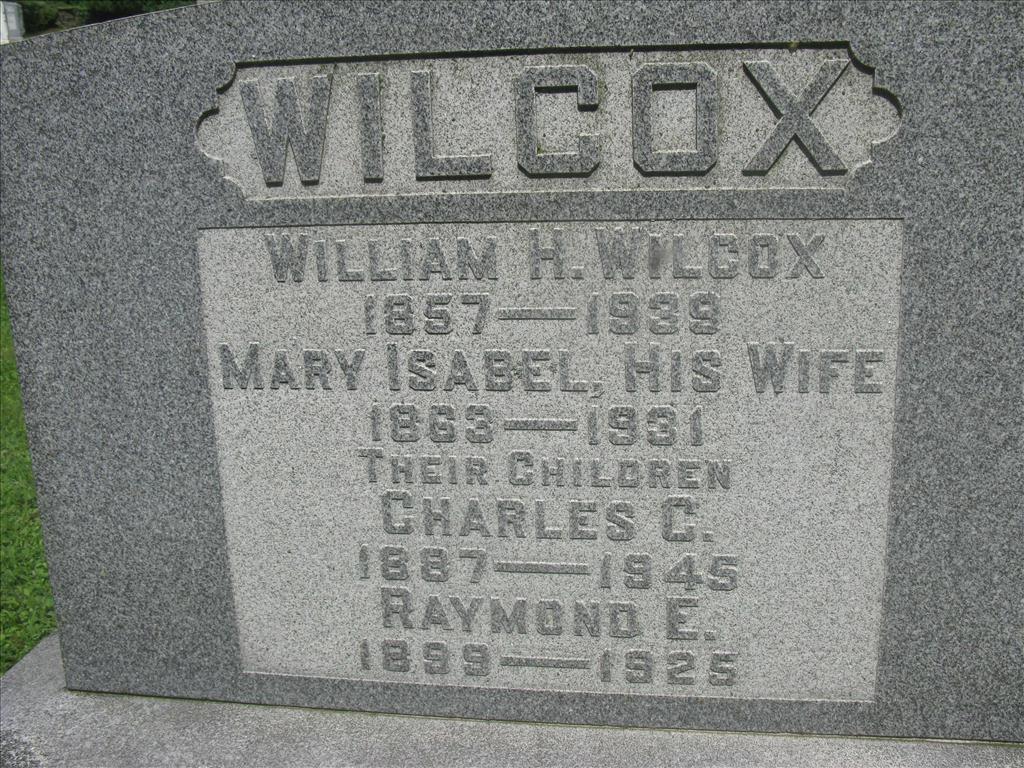 WILCOX
WILLIAM H. WILCOX
1857—1939
MARY ISABEL, HIS WIFE
1863—1931
THEIR CHILDREN
CHARLES C.
1887—1945
RAYMOND E.
1899—1925